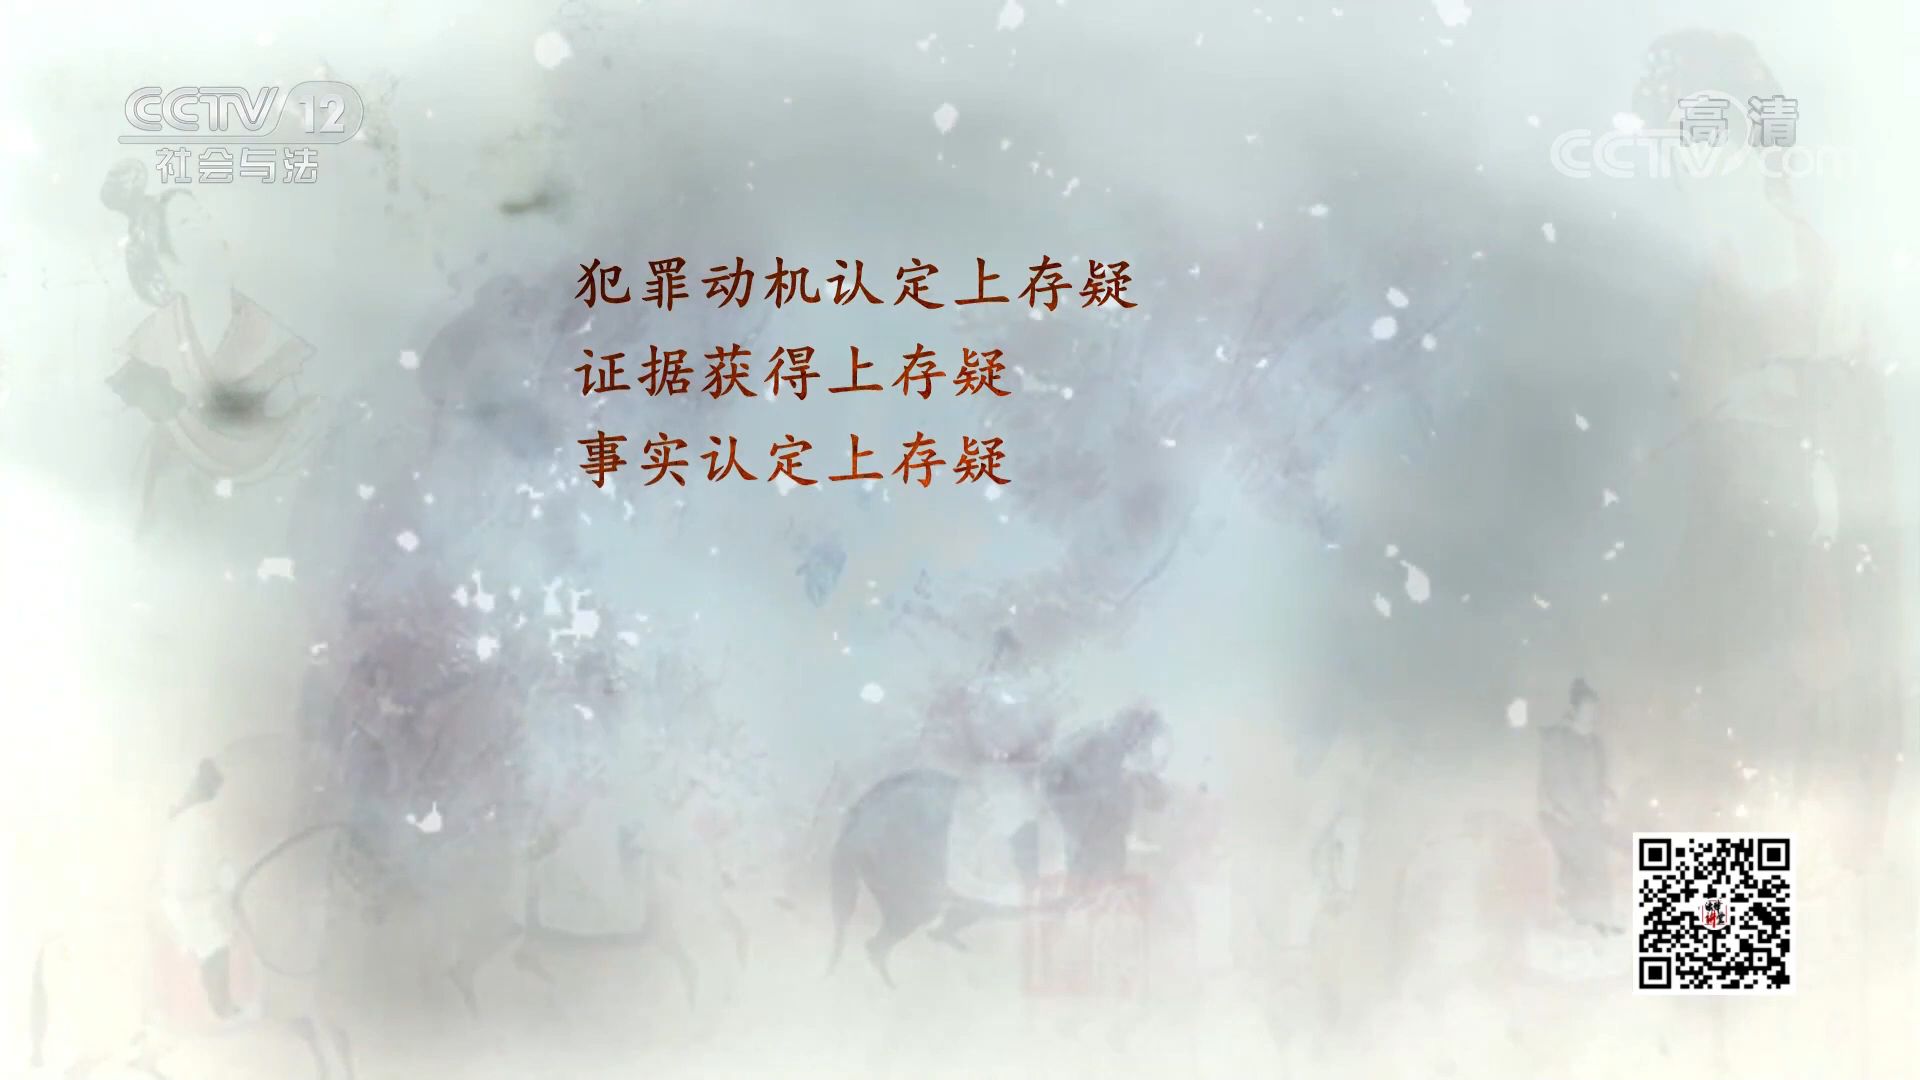 CCTV 12
社会与法
高清
CCTV.com
犯罪动机认定上存疑
证据获得上存疑
事实认定上存疑